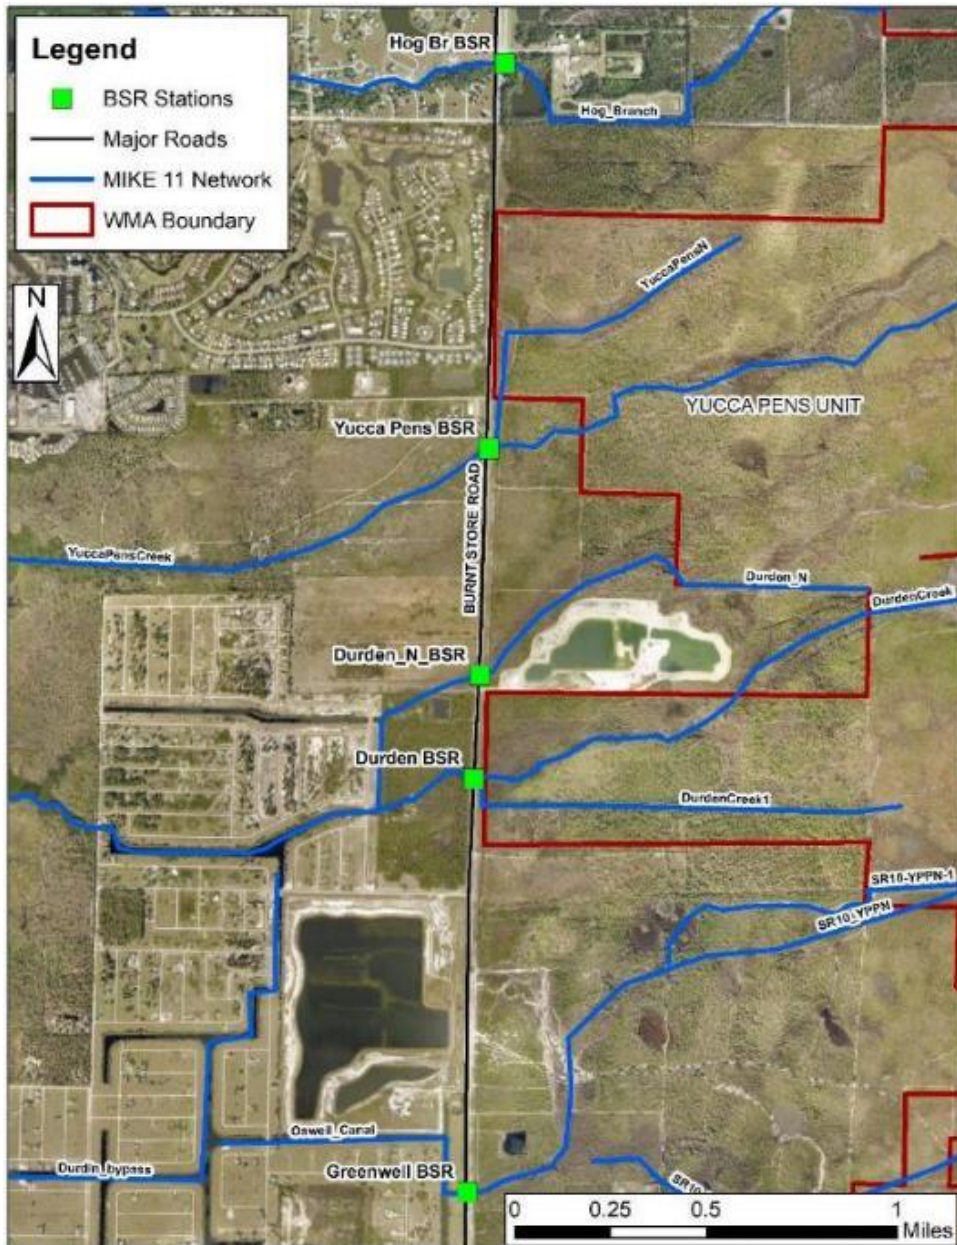 Legend
BSR Stations
Major Roads
MIKE 11 Network
WMA Boundary
N
Hog Br BSR
Hog_Branch
YuccaPensN
YUCCA PENS UNIT
Yucca Pens BSR
BURNT STORE ROAD
YuccaPensCreek
Durden_N
DurdenCreek
Durden_N_BSR
Durden BSR
DurdenCreek1
SR10-YPPN-1
SR10_YPPN
Oswell_Canal
Durdin_bypass
Greenwell BSR
SR10
0 0.25 0.5 1
Miles